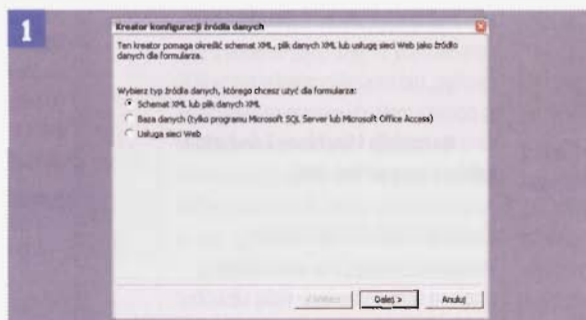 1
Kreator konfiguracji źródła danych
Ten kreator pomaga określić schemat XML, plik danych XML lub usługę sieci Web jako źródło
danych dla formularza.
Wybierz typ źródła danych, którego chcesz użyć dla formularza:
Schemat XML lub plik danych XML
Baza danych (tylko programu Microsoft SQL Server lub Microsoft Office Access)
Usługa sieci Web
Dalej >
Anuluj